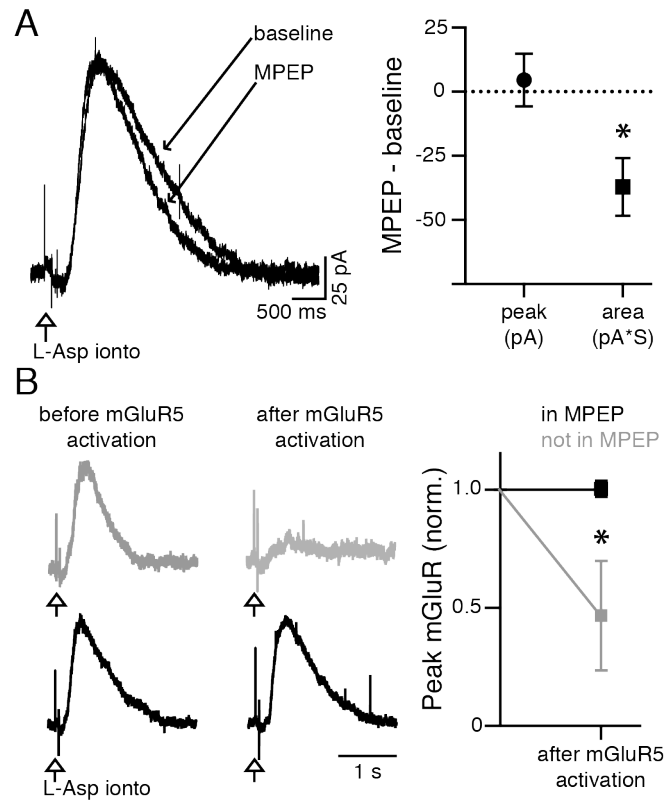 A
baseline
MPEP
500 ms
25 pA
L-Asp ionto
MPEP - baseline
25
0
-25
-50
*
peak
(pA)
area
(pA*S)
B
before mGluR5
activation
after mGluR5
activation
L-Asp ionto
1 s
in MPEP
not in MPEP
Peak mGluR (norm.)
1.0
0.5
0
*
after mGluR5
activation